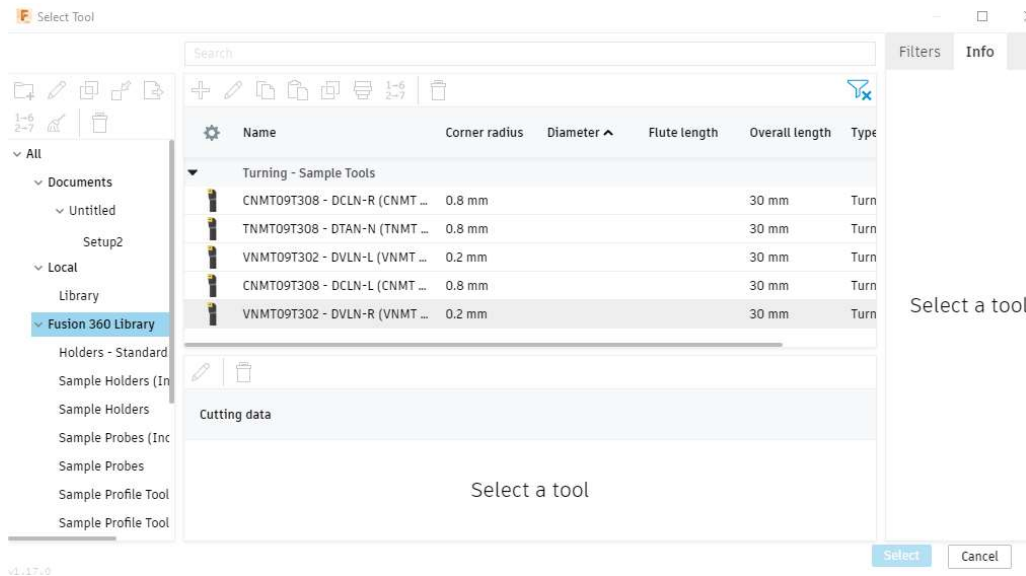 Select Tool
Search
Filters Info
1-6
2-7
1-6
2-7
Name Corner radius Diameter Flute length Overall length Type
All
Documents
Untitled
Setup2
Local
Library
Fusion 360 Library
Holders - Standard
Sample Holders (In
Sample Holders
Sample Probes (Inc
Sample Probes
Sample Profile Tool
Sample Profile Tool
Turning - Sample Tools
CNMT09T308 - DCLN-R (CNMT ... 0.8 mm 30 mm Turn
TNMT09T308 - DTAN-N (TNMT ... 0.8 mm 30 mm Turn
VNMT09T302 - DVLN-L (VNMT ... 0.2 mm 30 mm Turn
CNMT09T308 - DCLN-L (CNMT ... 0.8 mm 30 mm Turn
VNMT09T302 - DVLN-R (VNMT ... 0.2 mm 30 mm Turn
Cutting data
Select a tool
Select a tool
Select Cancel
v1.17.0